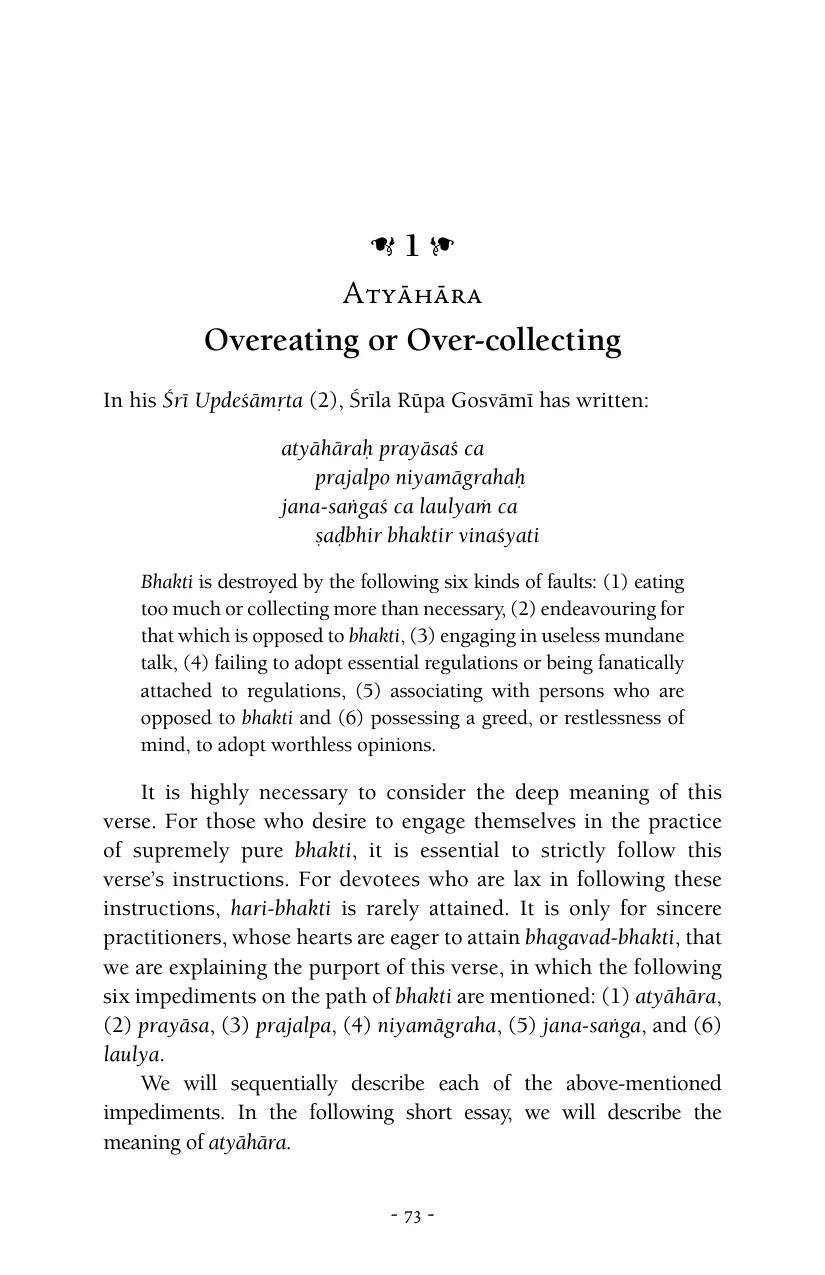 1
Atyāhāra
Overeating or Over-collecting
In his Śrī Updeśāmṛta (2), Śrīla Rūpa Gosvāmī has written:
atyāhāraḥ prayāsaś ca
prajalpo niyamāgrahaḥ
jana-saṅgaś ca laulyaṁ ca
ṣaḍbhir bhaktir vinaśyati
Bhakti is destroyed by the following six kinds of faults: (1) eating
too much or collecting more than necessary, (2) endeavouring for
that which is opposed to bhakti, (3) engaging in useless mundane
talk, (4) failing to adopt essential regulations or being fanatically
attached to regulations, (5) associating with persons who are
opposed to bhakti and (6) possessing a greed, or restlessness of
mind, to adopt worthless opinions.
It is highly necessary to consider the deep meaning of this
verse. For those who desire to engage themselves in the practice
of supremely pure bhakti, it is essential to strictly follow this
verse’s instructions. For devotees who are lax in following these
instructions, hari-bhakti is rarely attained. It is only for sincere
practitioners, whose hearts are eager to attain bhagavad-bhakti, that
we are explaining the purport of this verse, in which the following
six impediments on the path of bhakti are mentioned: (1) atyāhāra,
(2) prayāsa, (3) prajalpa, (4) niyamāgraha, (5) jana-saṅga, and (6)
laulya.
We will sequentially describe each of the above-mentioned
impediments. In the following short essay, we will describe the
meaning of atyāhāra.
- 73 -